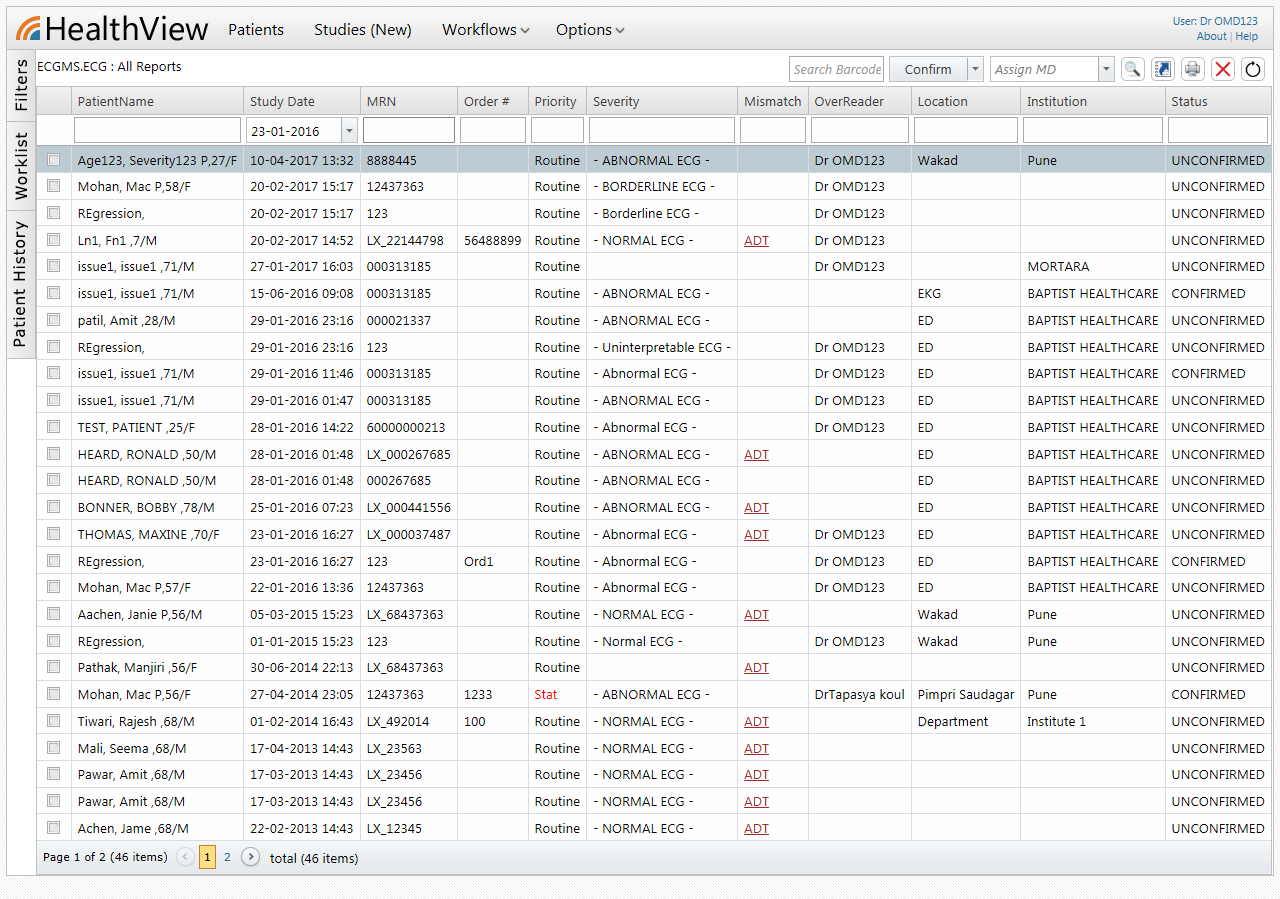 HealthView Patients Studies (New) Workflows Options
User: Dr OMD123
About | Help
Filters
Worklist
Patient History
ECGMS.ECG : All Reports Search Barcode Confirm Assign MD
PatientName Study Date MRN Order # Priority Severity Mismatch OverReader Location Institution Status
23-01-2016
Age123, Severity123 P,27/F 10-04-2017 13:32 8888445 Routine - ABNORMAL ECG - Dr OMD123 Wakad Pune UNCONFIRMED
Mohan, Mac P,58/F 20-02-2017 15:17 12437363 Routine - BORDERLINE ECG - Dr OMD123 UNCONFIRMED
REgression, 20-02-2017 15:17 123 Routine - Borderline ECG - Dr OMD123 UNCONFIRMED
Ln1, Fn1 ,7/M 20-02-2017 14:52 LX_22144798 56488899 Routine - NORMAL ECG - ADT Dr OMD123 UNCONFIRMED
issue1, issue1 ,71/M 27-01-2017 16:03 000313185 Routine Dr OMD123 MORTARA UNCONFIRMED
issue1, issue1 ,71/M 15-06-2016 09:08 000313185 Routine - ABNORMAL ECG - EKG BAPTIST HEALTHCARE CONFIRMED
patil, Amit ,28/M 29-01-2016 23:16 000021337 Routine - ABNORMAL ECG - ED BAPTIST HEALTHCARE UNCONFIRMED
REgression, 29-01-2016 23:16 123 Routine - Uninterpretable ECG - Dr OMD123 ED BAPTIST HEALTHCARE UNCONFIRMED
issue1, issue1 ,71/M 29-01-2016 11:46 000313185 Routine - Abnormal ECG - Dr OMD123 ED BAPTIST HEALTHCARE CONFIRMED
issue1, issue1 ,71/M 29-01-2016 01:47 000313185 Routine - ABNORMAL ECG - Dr OMD123 ED BAPTIST HEALTHCARE UNCONFIRMED
TEST, PATIENT ,25/F 28-01-2016 14:22 60000000213 Routine - Abnormal ECG - Dr OMD123 ED BAPTIST HEALTHCARE UNCONFIRMED
HEARD, RONALD ,50/M 28-01-2016 01:48 LX_000267685 Routine - ABNORMAL ECG - ADT ED BAPTIST HEALTHCARE UNCONFIRMED
HEARD, RONALD ,50/M 28-01-2016 01:48 000267685 Routine - ABNORMAL ECG - ED BAPTIST HEALTHCARE UNCONFIRMED
BONNER, BOBBY ,78/M 25-01-2016 07:23 LX_000441556 Routine - ABNORMAL ECG - ADT ED BAPTIST HEALTHCARE UNCONFIRMED
THOMAS, MAXINE ,70/F 23-01-2016 16:27 LX_000037487 Routine - Abnormal ECG - ADT Dr OMD123 ED BAPTIST HEALTHCARE UNCONFIRMED
REgression, 23-01-2016 16:27 123 Ord1 Routine - Abnormal ECG - Dr OMD123 ED BAPTIST HEALTHCARE CONFIRMED
Mohan, Mac P,57/F 22-01-2016 13:36 12437363 Routine - Abnormal ECG - Dr OMD123 ED BAPTIST HEALTHCARE UNCONFIRMED
Aachen, Janie P,56/M 05-03-2015 15:23 LX_68437363 Routine - NORMAL ECG - ADT Wakad Pune UNCONFIRMED
REgression, 01-01-2015 15:23 123 Routine - Normal ECG - Dr OMD123 Wakad Pune UNCONFIRMED
Pathak, Manjiri ,56/F 30-06-2014 22:13 LX_68437363 Routine ADT UNCONFIRMED
Mohan, Mac P,56/F 27-04-2014 23:05 12437363 1233 Stat - ABNORMAL ECG - DrTapasya koul Pimpri Saudagar Pune CONFIRMED
Tiwari, Rajesh ,68/M 01-02-2014 16:43 LX_492014 100 Routine - NORMAL ECG - ADT Department Institute 1 UNCONFIRMED
Mali, Seema ,68/M 17-04-2013 14:43 LX_23563 Routine - NORMAL ECG - ADT UNCONFIRMED
Pawar, Amit ,68/M 17-03-2013 14:43 LX_23456 Routine - NORMAL ECG - ADT UNCONFIRMED
Pawar, Amit ,68/M 17-03-2013 14:43 LX_23456 Routine - NORMAL ECG - ADT UNCONFIRMED
Achen, Jame ,68/M 22-02-2013 14:43 LX_12345 Routine - NORMAL ECG - ADT UNCONFIRMED
Page 1 of 2 (46 items) 1 2 total (46 items)